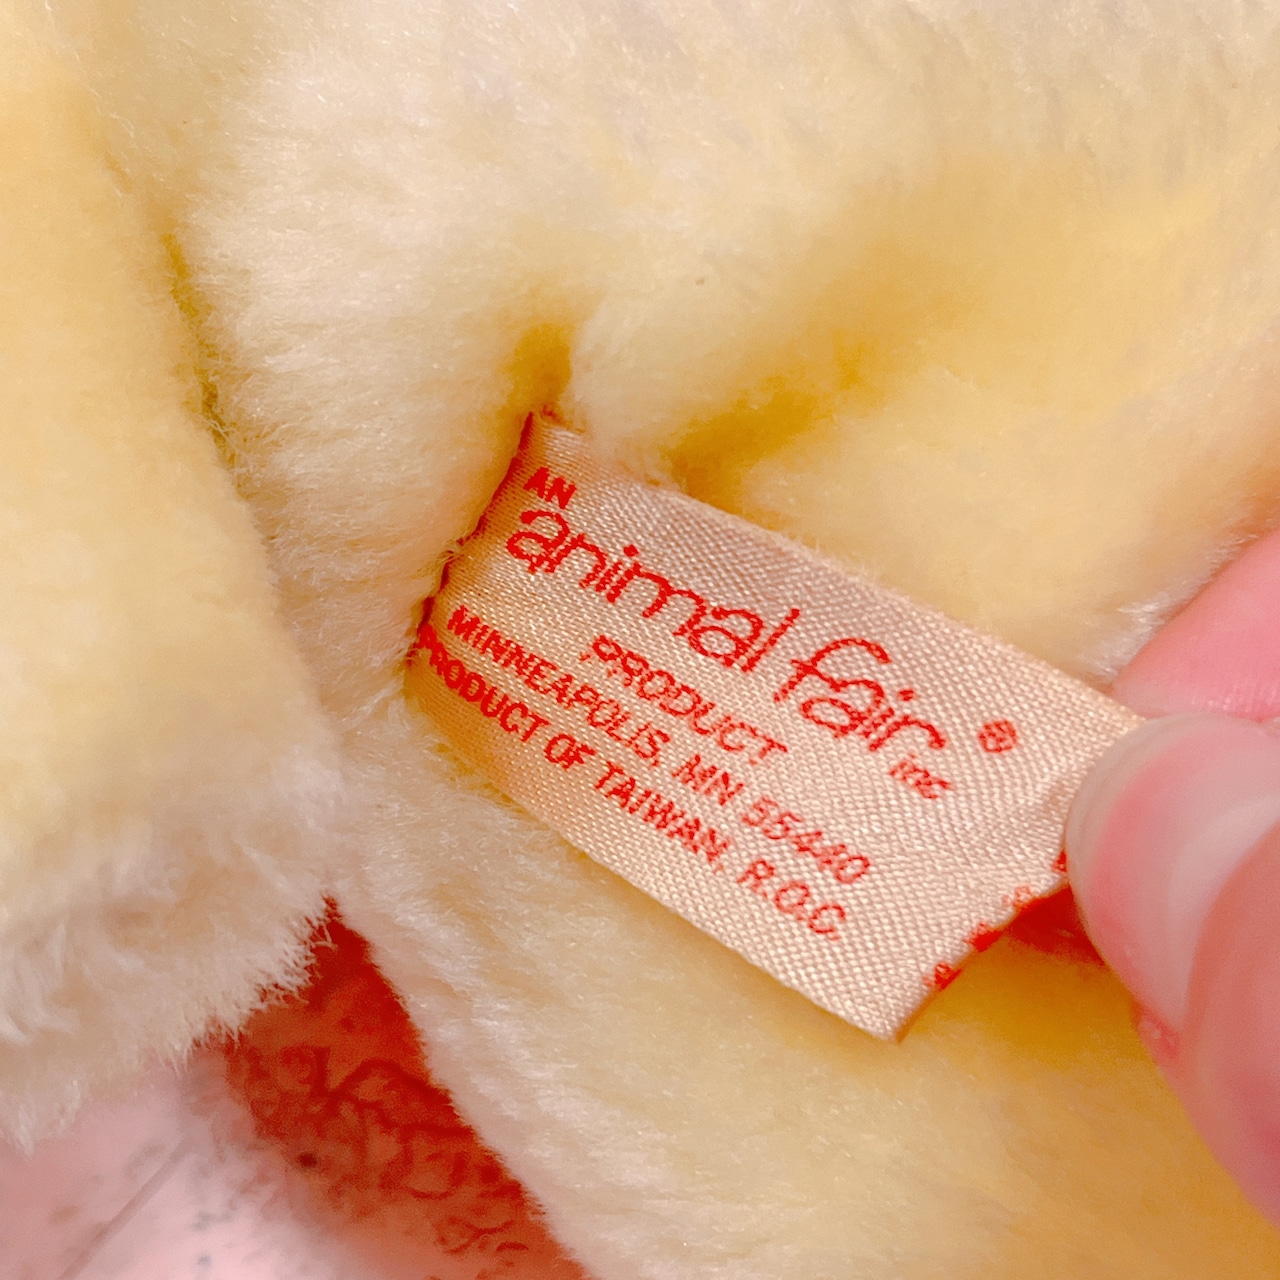 AN
animal fair ®
inc
PRODUCT
MINNEAPOLIS, MN 55440
PRODUCT OF TAIWAN, R.O.C.